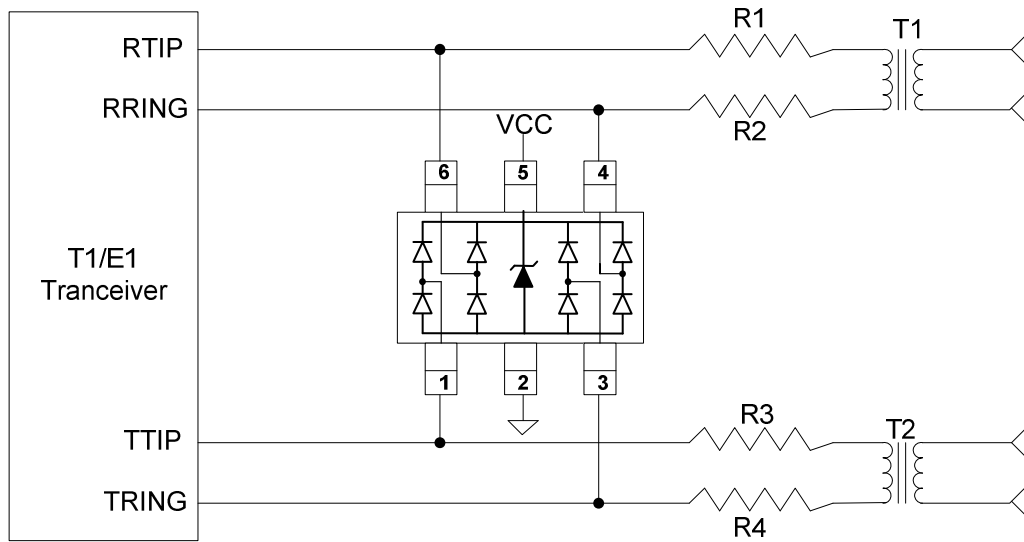 RTIP
R1
T1
RRING
R2
VCC
6
5
4
T1/E1
Tranceiver
1
2
3
TTIP
R3
T2
TRING
R4